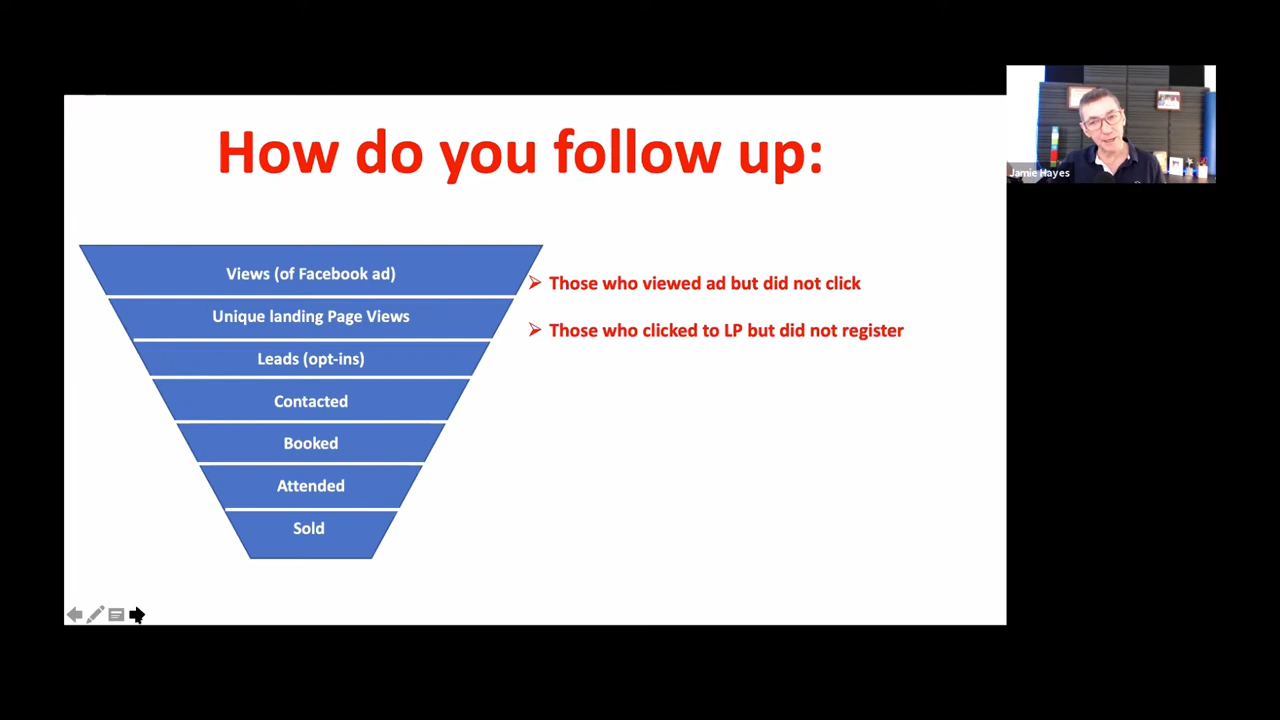 How do you follow up:
Jamie Hayes
Views (of Facebook ad)
Those who viewed ad but did not click
Unique landing Page Views
Those who clicked to LP but did not register
Leads (opt-ins)
Contacted
Booked
Attended
Sold